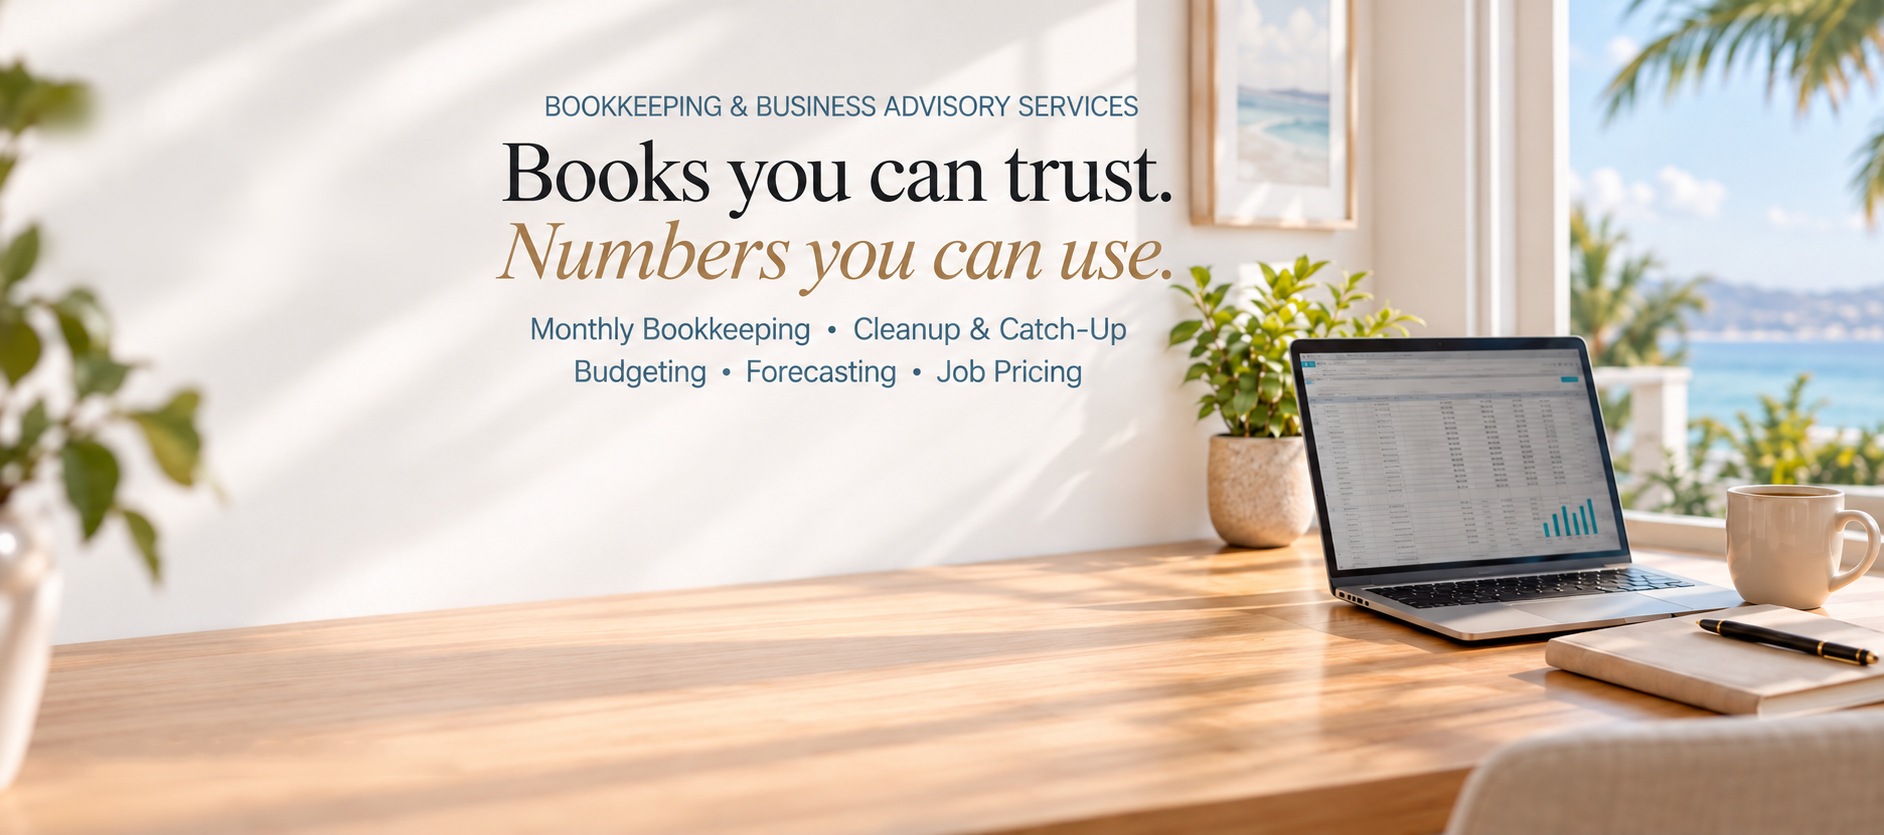 BOOKKEEPING & BUSINESS ADVISORY SERVICES
Books you can trust.
Numbers you can use.
Monthly Bookkeeping • Cleanup & Catch-Up
Budgeting • Forecasting • Job Pricing